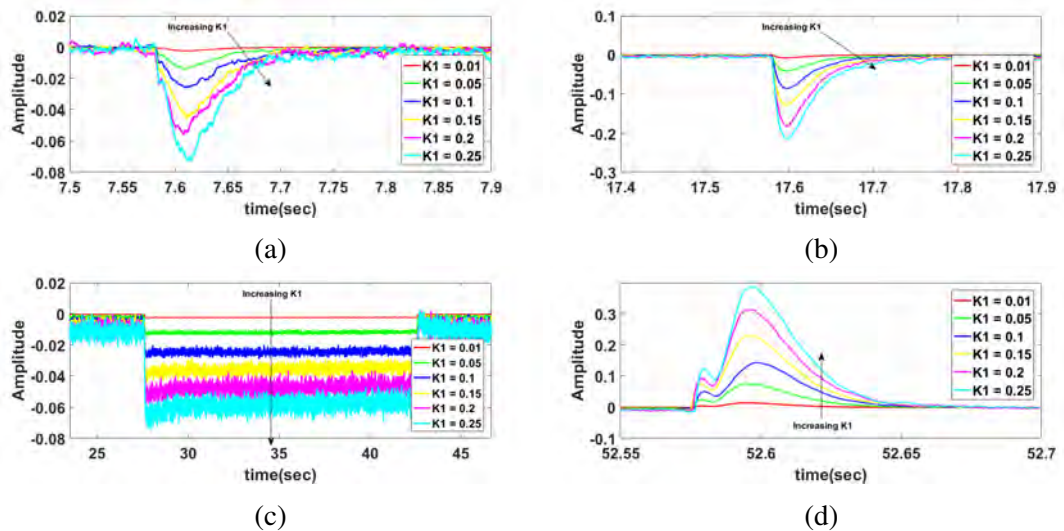 Increasing K1
Amplitude
0
-0.02
-0.04
-0.06
-0.08
K1 = 0.01
K1 = 0.05
K1 = 0.1
K1 = 0.15
K1 = 0.2
K1 = 0.25
7.5 7.55 7.6 7.65 7.7 7.75 7.8 7.85 7.9
time(sec)
(a)
Increasing K1
Amplitude
0.1
0
-0.1
-0.2
-0.3
K1 = 0.01
K1 = 0.05
K1 = 0.1
K1 = 0.15
K1 = 0.2
K1 = 0.25
17.4 17.5 17.6 17.7 17.8 17.9
time(sec)
(b)
Increasing K1
Amplitude
0.02
0
-0.02
-0.04
-0.06
-0.08
K1 = 0.01
K1 = 0.05
K1 = 0.1
K1 = 0.15
K1 = 0.2
K1 = 0.25
25 30 35 40 45
time(sec)
(c)
Amplitude
0.3
0.2
0.1
0
-0.1
K1 = 0.01
K1 = 0.05
K1 = 0.1
K1 = 0.15
K1 = 0.2
K1 = 0.25
Increasing K1
52.55 52.6 52.65 52.7
time(sec)
(d)